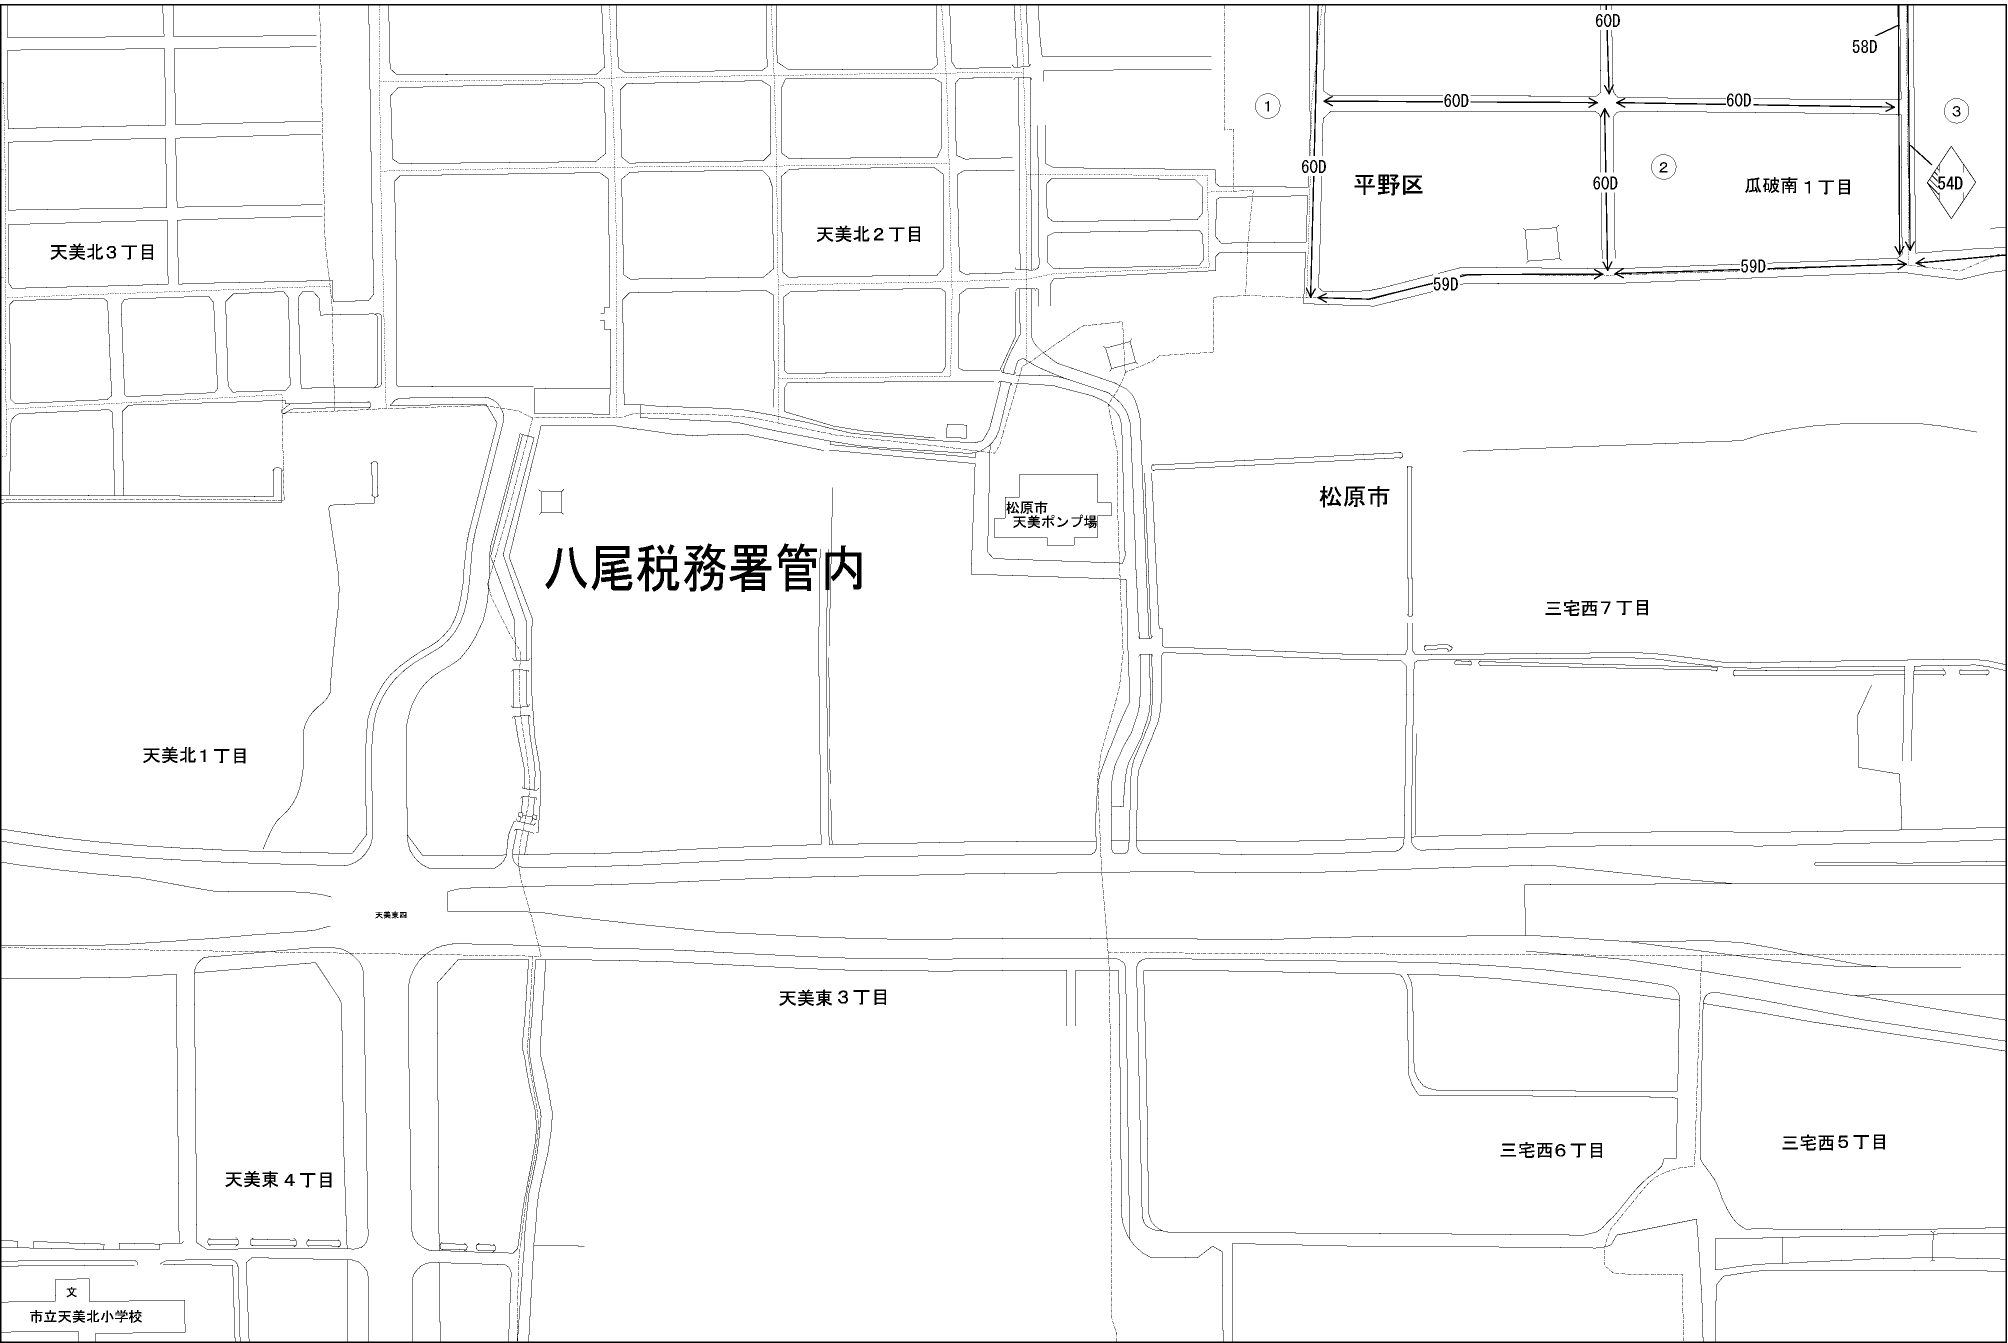 60D
58D
60D
60D
1
3
60D
2
60D
54D
平野区
瓜破南1丁目
天美北3丁目
天美北2丁目
59D
59D
松原市
松原市
天美ポンプ場
八尾税務署管内
三宅西7丁目
天美北1丁目
天美東四
天美東3丁目
三宅西6丁目
三宅西5丁目
天美東4丁目
文
市立天美北小学校